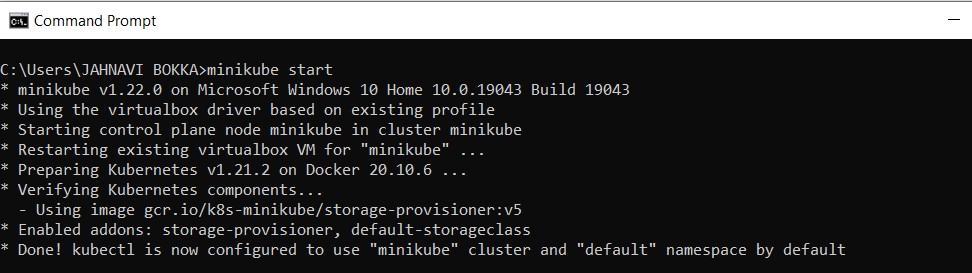 Command Prompt
C:\Users\JAHNAVI BOKKA>minikube start
* minikube v1.22.0 on Microsoft Windows 10 Home 10.0.19043 Build 19043
* Using the virtualbox driver based on existing profile
* Starting control plane node minikube in cluster minikube
* Restarting existing virtualbox VM for "minikube" ...
* Preparing Kubernetes v1.21.2 on Docker 20.10.6 ...
* Verifying Kubernetes components...
  - Using image gcr.io/k8s-minikube/storage-provisioner:v5
* Enabled addons: storage-provisioner, default-storageclass
* Done! kubectl is now configured to use "minikube" cluster and "default" namespace by default